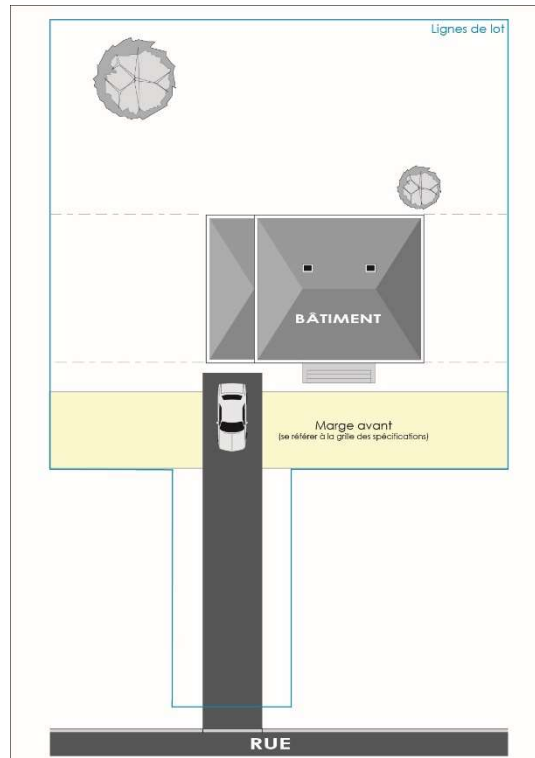 Lignes de lot
BÂTIMENT
Marge avant
(se référer à la grille des spécifications)
RUE